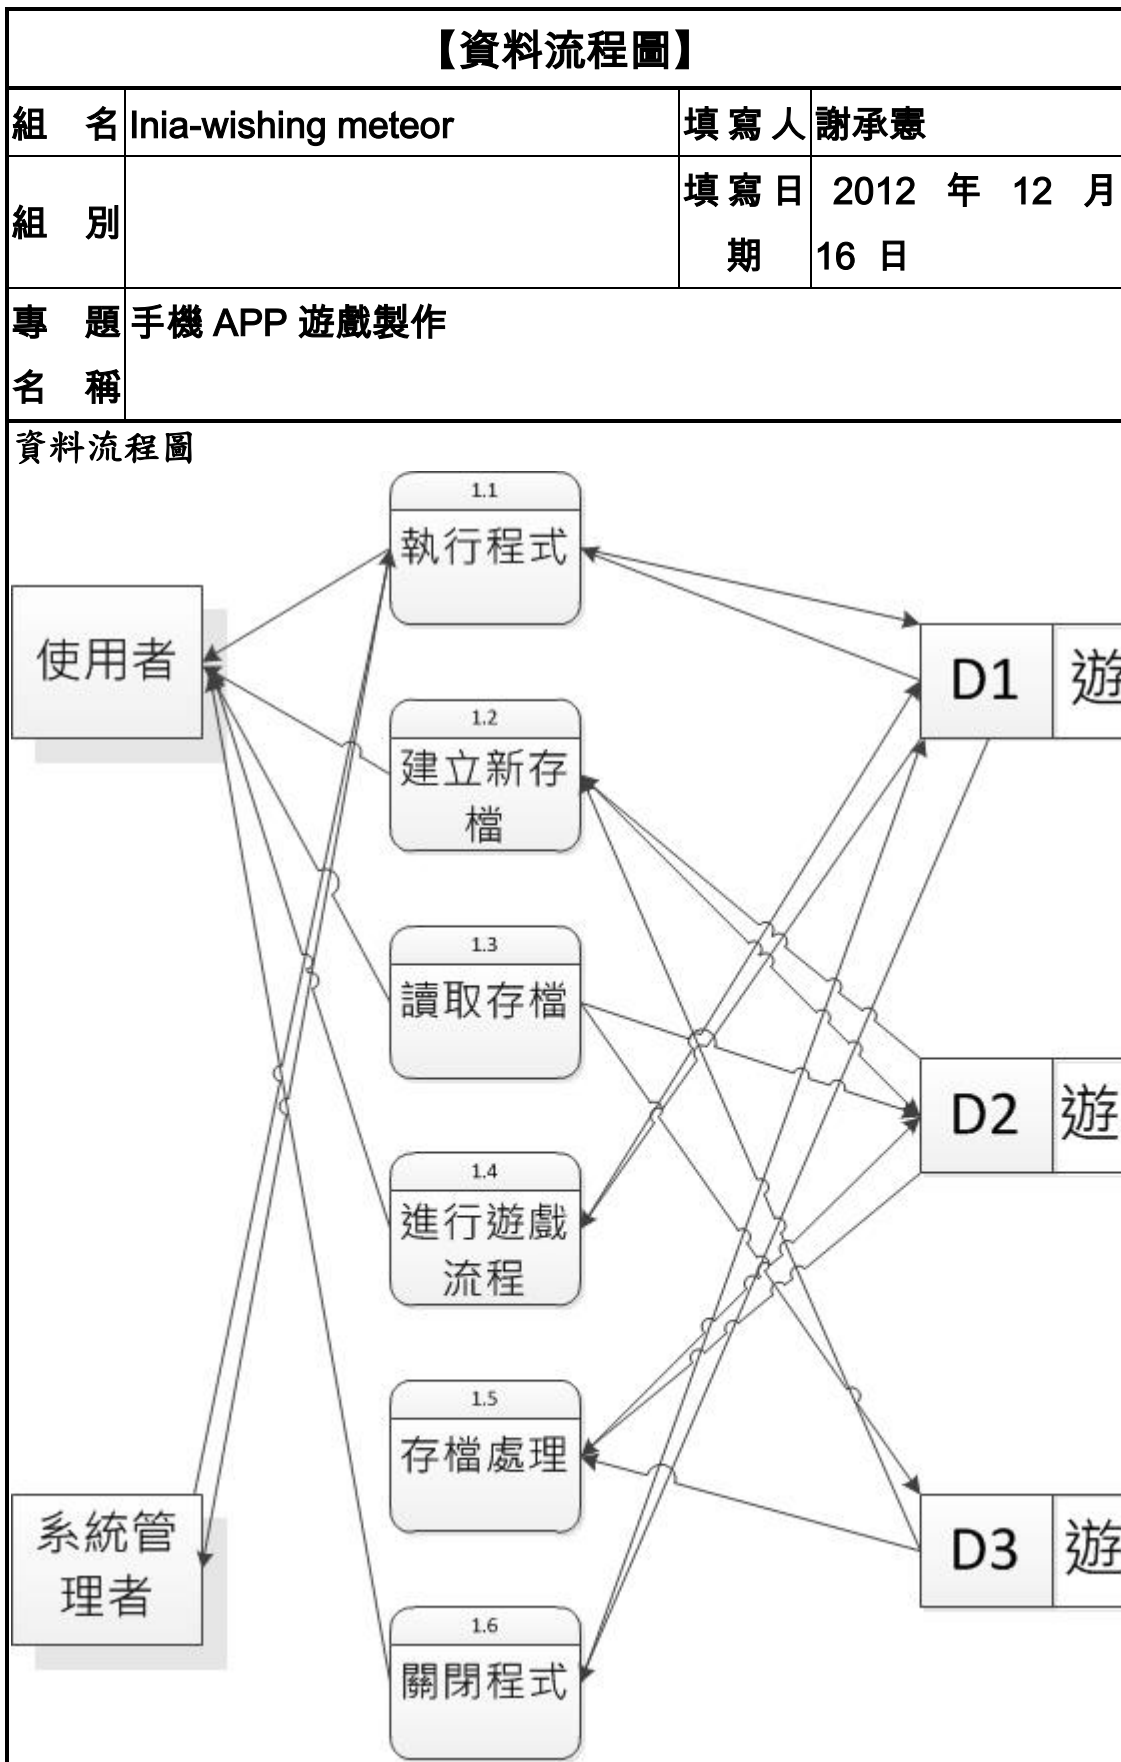 【資料流程圖】
組 名 Inia-wishing meteor 填寫人 謝承憲
組 別 填寫日期 2012 年 12 月 16 日
專題名稱 手機 APP 遊戲製作
資料流程圖
1.1
執行程式
使用者
D1 遊
1.2
建立新存
檔
1.3
讀取存檔
D2 遊
1.4
進行遊戲
流程
1.5
存檔處理
系統管
理者
D3 遊
1.6
關閉程式